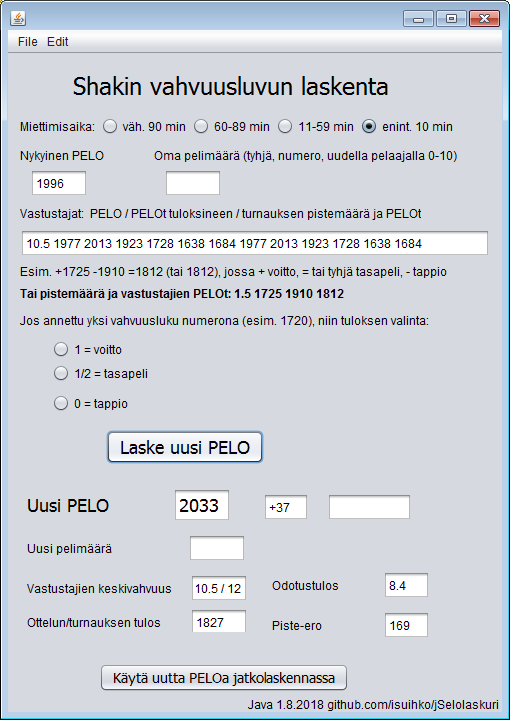 File Edit
Shakin vahvuusluvun laskenta
Miettimisaika: väh. 90 min 60-89 min 11-59 min enint. 10 min
Nykyinen PELO Oma pelimäärä (tyhjä, numero, uudella pelaajalla 0-10)
1996
Vastustajat: PELO / PELOt tuloksineen / turnauksen pistemäärä ja PELOt
10.5 1977 2013 1923 1728 1638 1684 1977 2013 1923 1728 1638 1684
Esim. +1725 -1910 =1812 (tai 1812), jossa + voitto, = tai tyhjä tasapeli, - tappio
Tai pistemäärä ja vastustajien PELOt: 1.5 1725 1910 1812
Jos annettu yksi vahvuusluku numerona (esim. 1720), niin tuloksen valinta:
1 = voitto
1/2 = tasapeli
0 = tappio
Laske uusi PELO
Uusi PELO 2033 +37
Uusi pelimäärä
Vastustajien keskivahvuus 10.5 / 12 Odotustulos 8.4
Ottelun/turnauksen tulos 1827 Piste-ero 169
Käytä uutta PELOa jatkolaskennassa
Java 1.8.2018 github.com/isuihko/jSelolaskuri